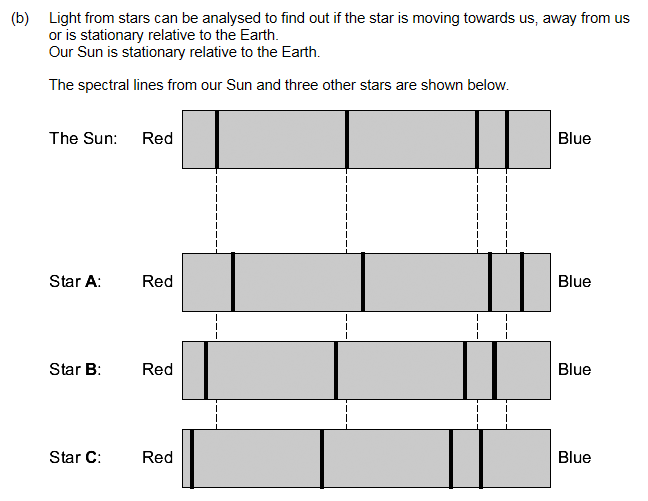 (b) Light from stars can be analysed to find out if the star is moving towards us, away from us
or is stationary relative to the Earth.
Our Sun is stationary relative to the Earth.
The spectral lines from our Sun and three other stars are shown below.
The Sun: Red Blue
Star A: Red Blue
Star B: Red Blue
Star C: Red Blue